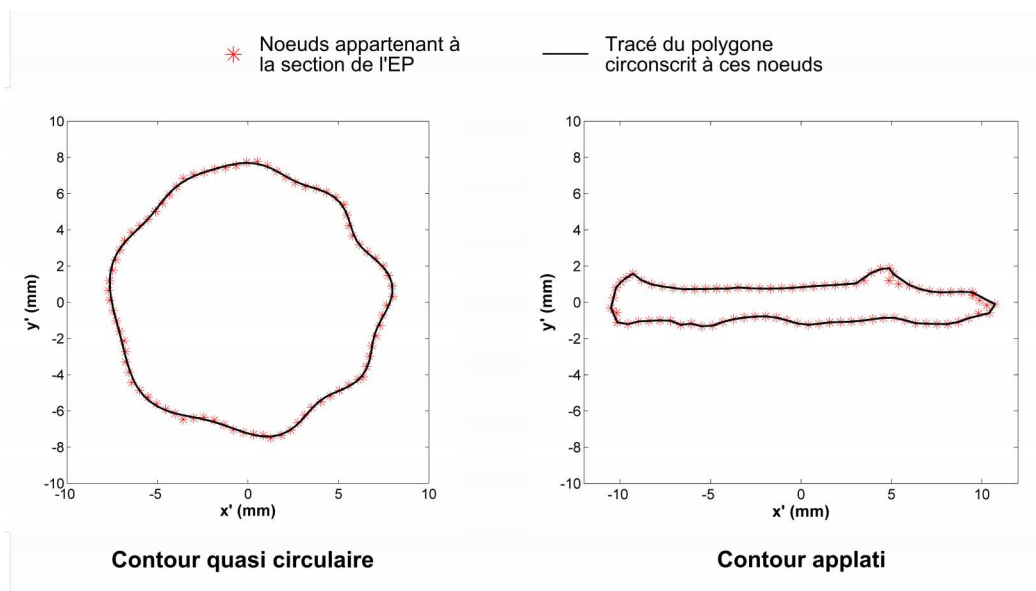 Noeuds appartenant à
la section de l'EP
Tracé du polygone
circonscrit à ces noeuds
10
8
6
4
2
0
-2
-4
-6
-8
-10
y' (mm)
-10 -5 0 5 10
x' (mm)
10
8
6
4
2
0
-2
-4
-6
-8
-10
y' (mm)
-10 -5 0 5 10
x' (mm)
Contour quasi circulaire
Contour applati